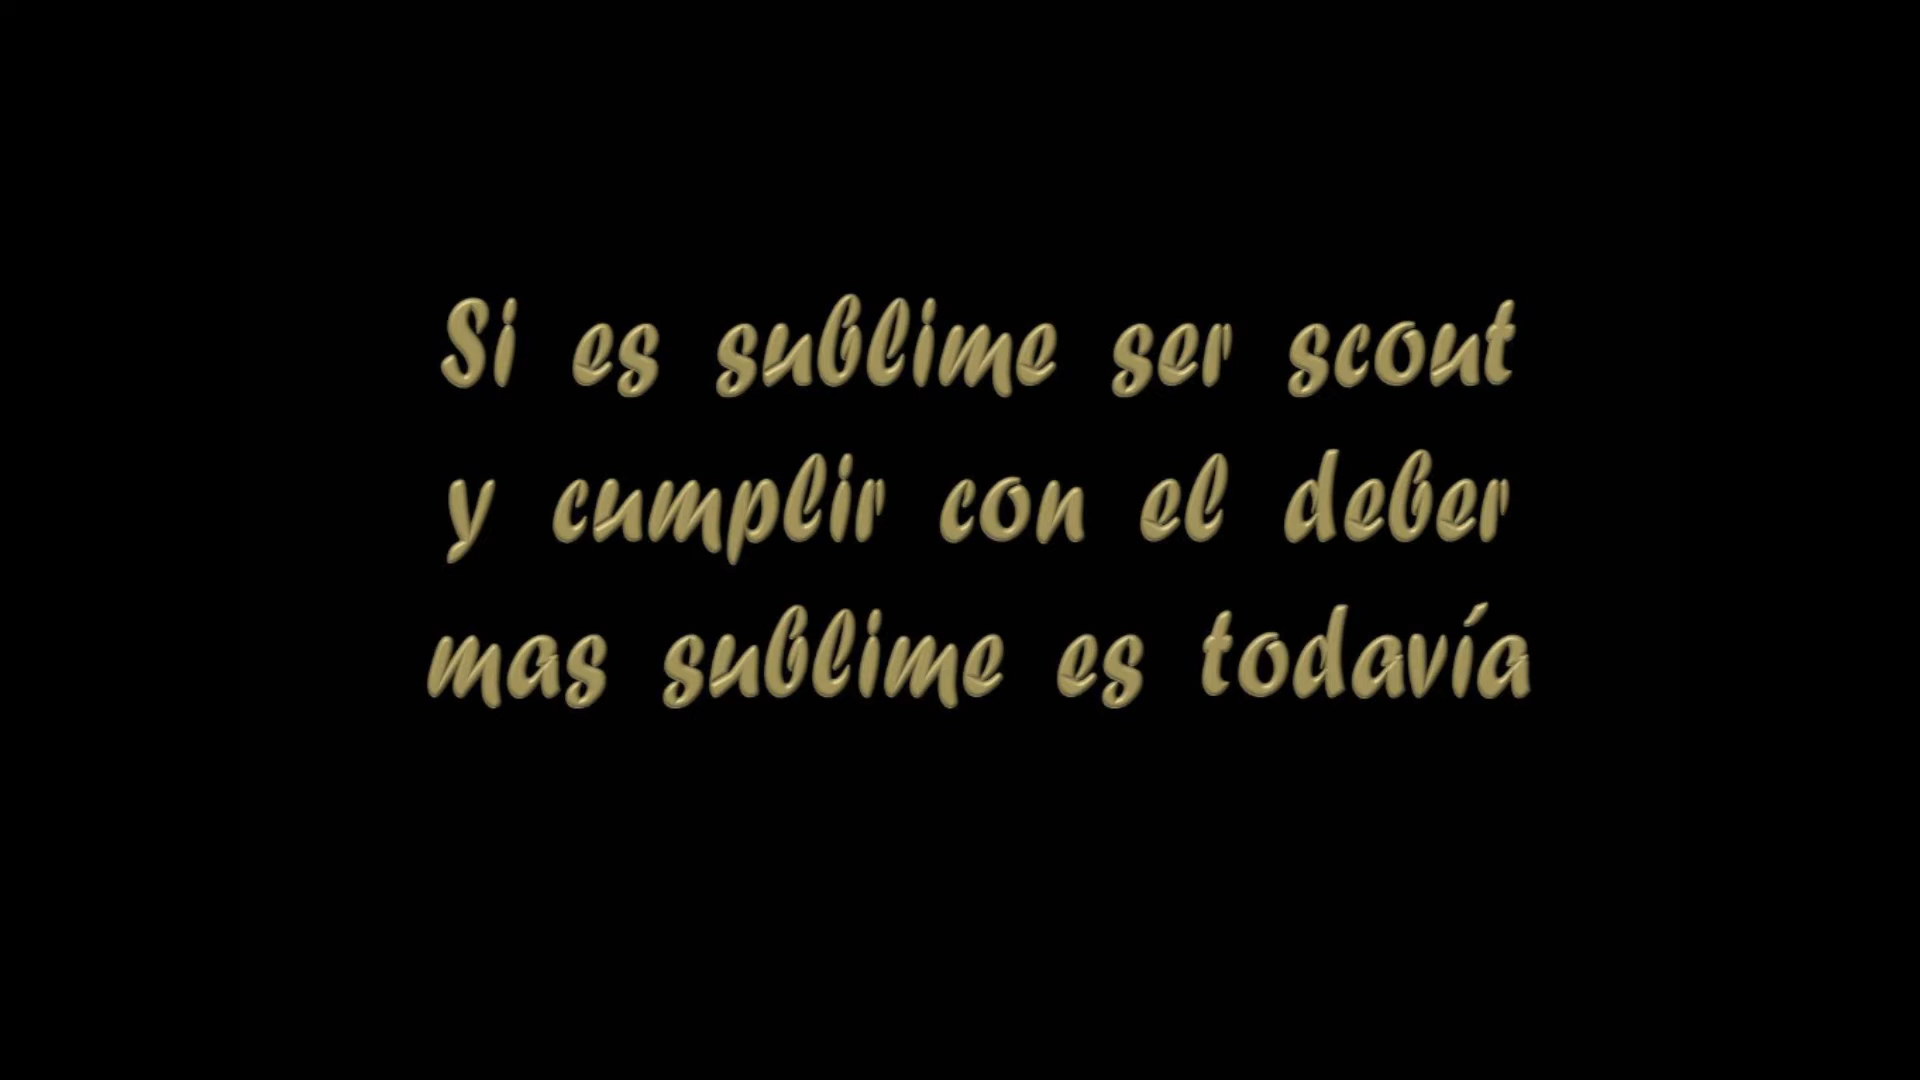 Si es sublime ser scout
y cumplir con el deber
mas sublime es todavía